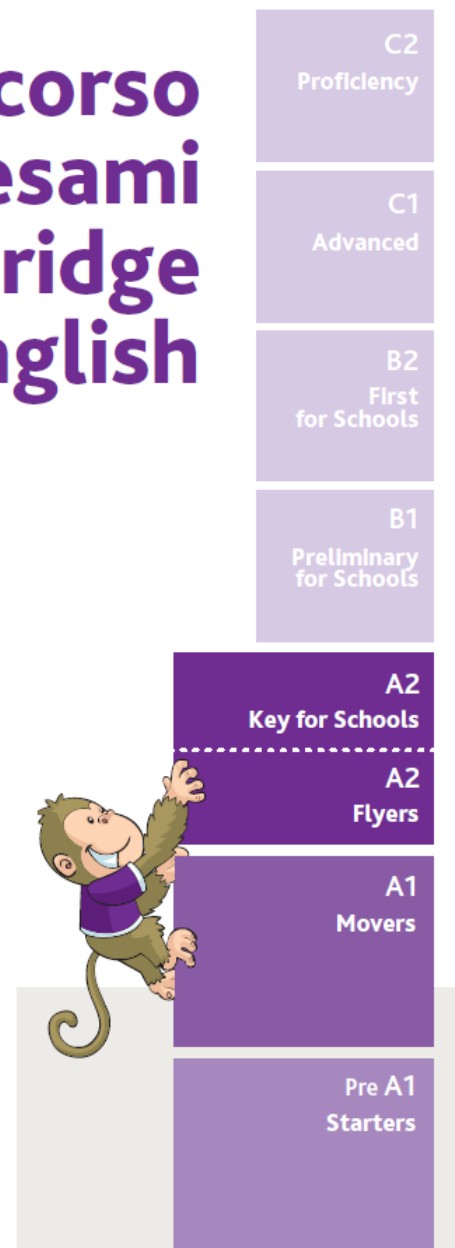 corso
esami
ridge
nglish
C2
Proficiency
C1
Advanced
B2
First
for Schools
B1
Preliminary
for Schools
A2
Key for Schools
A2
Flyers
A1
Movers
Pre A1
Starters